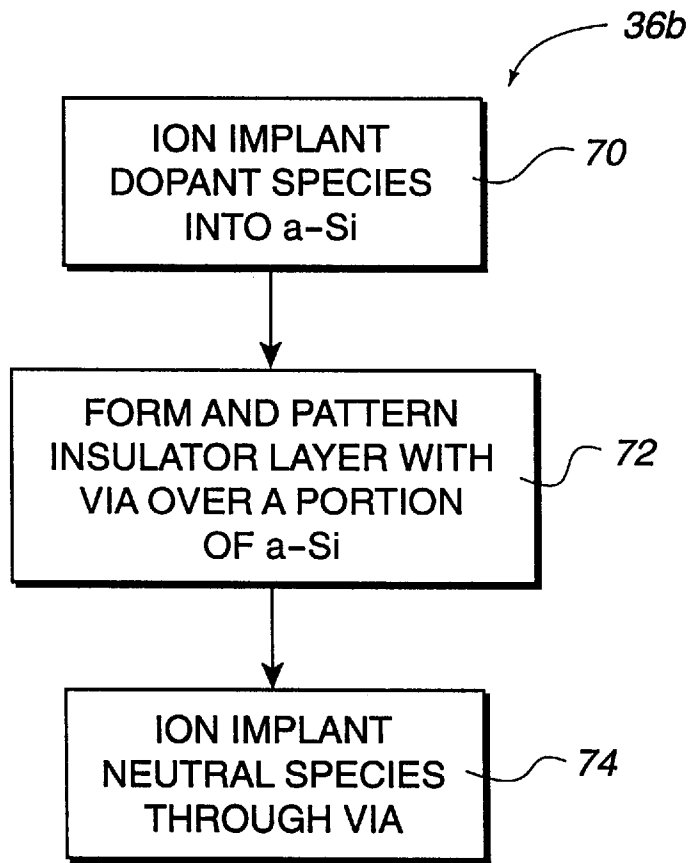 36b
ION IMPLANT
DOPANT SPECIES
INTO a-Si
70
FORM AND PATTERN
INSULATOR LAYER WITH
VIA OVER A PORTION
OF a-Si
72
ION IMPLANT
NEUTRAL SPECIES
THROUGH VIA
74